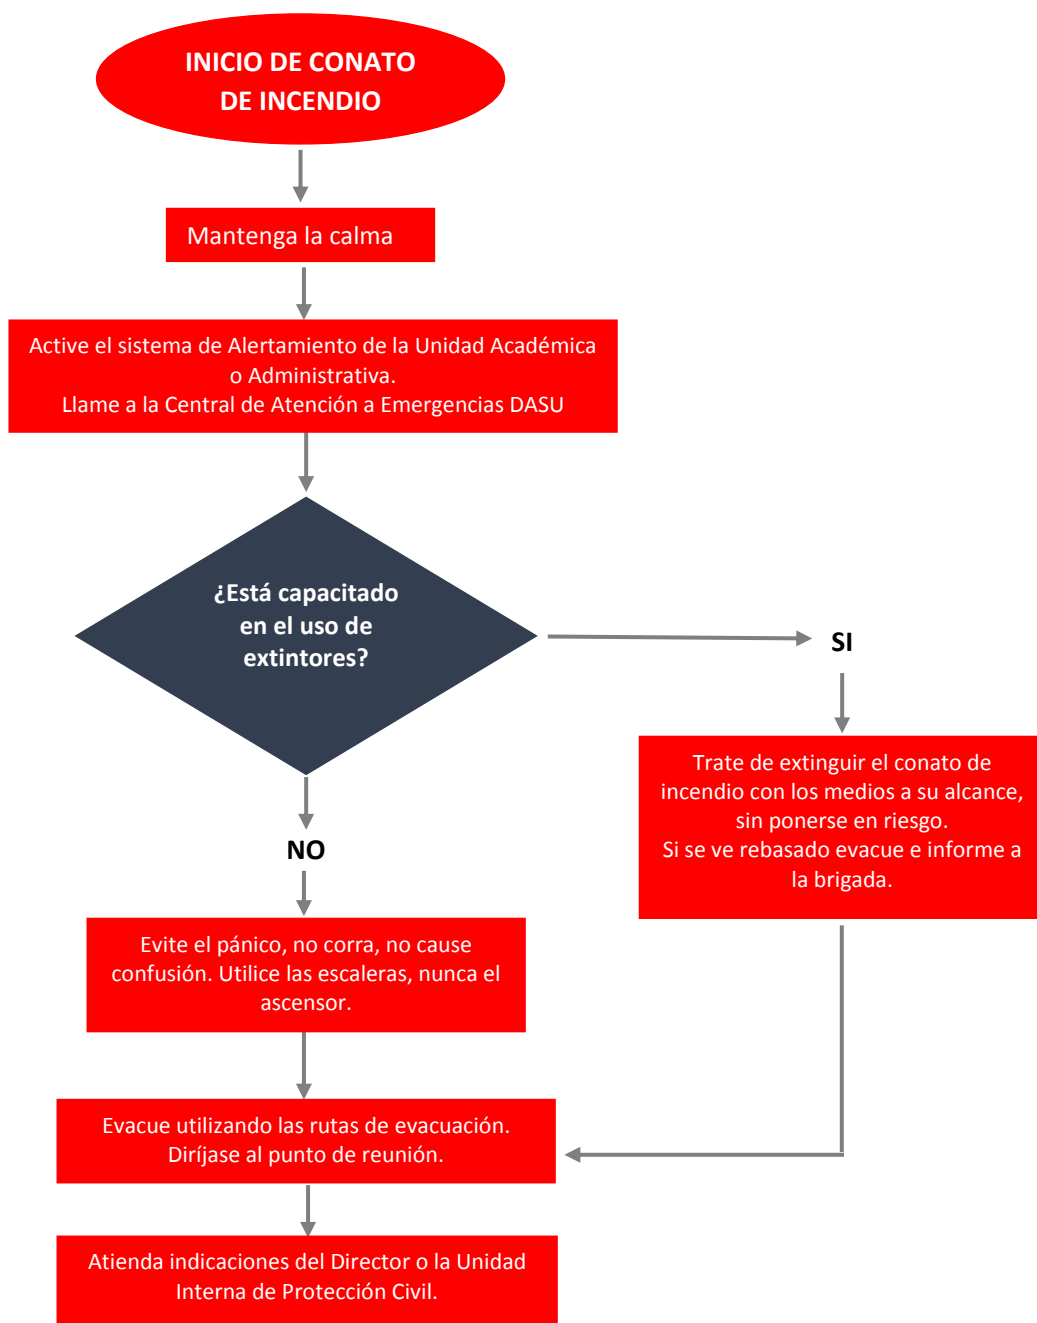 INICIO DE CONATO
DE INCENDIO
Mantenga la calma
Active el sistema de Alertamiento de la Unidad Académica
o Administrativa.
Llame a la Central de Atención a Emergencias DASU
¿Está capacitado
en el uso de
extintores?
SI
Trate de extinguir el conato de
incendio con los medios a su alcance,
sin ponerse en riesgo.
Si se ve rebasado evacue e informe a
la brigada.
NO
Evite el pánico, no corra, no cause
confusión. Utilice las escaleras, nunca el
ascensor.
Evacue utilizando las rutas de evacuación.
Diríjase al punto de reunión.
Atienda indicaciones del Director o la Unidad
Interna de Protección Civil.